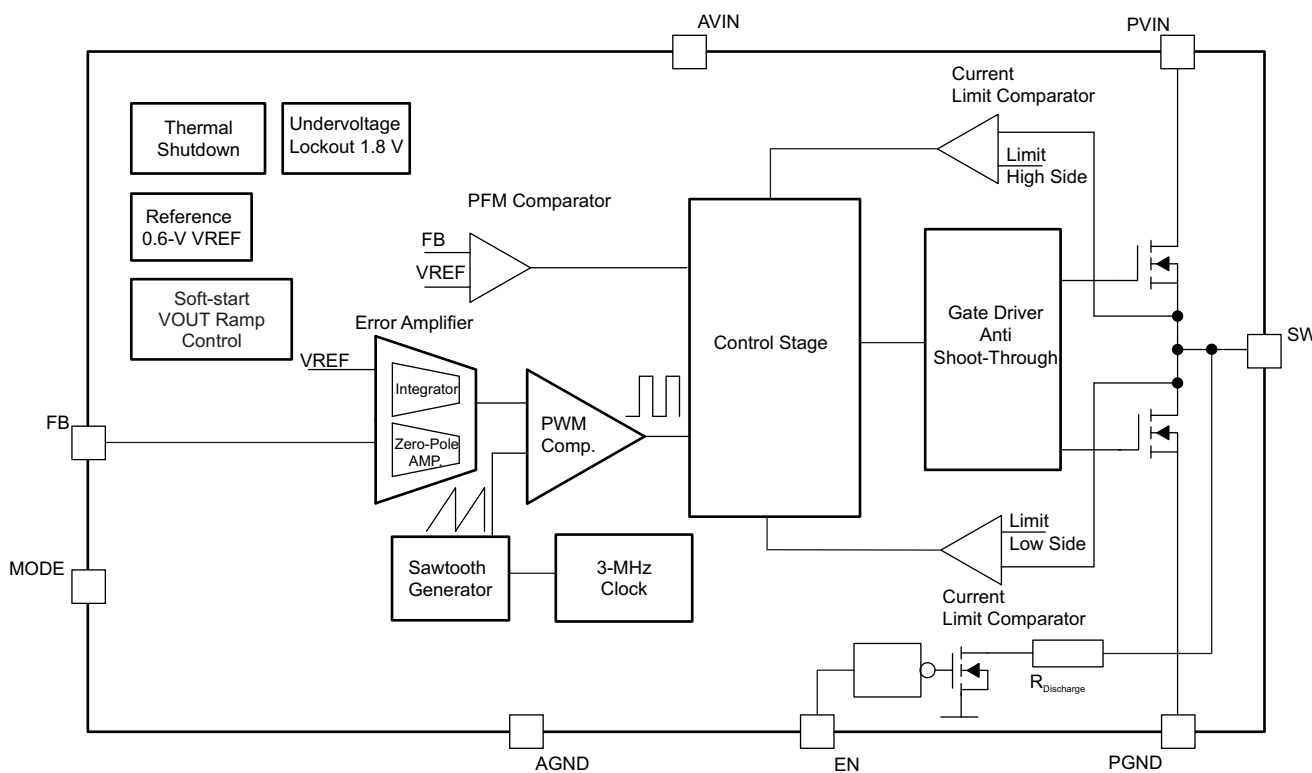 AVIN
PVIN
Current
Limit Comparator
Thermal
Shutdown
Undervoltage
Lockout 1.8 V
Limit
High Side
Reference
0.6-V VREF
PFM Comparator
FB
VREF
Soft-start
VOUT Ramp
Control
Error Amplifier
VREF
Integrator
Zero-Pole
AMP.
PWM
Comp.
Control Stage
Gate Driver
Anti
Shoot-Through
SW
FB
MODE
Sawtooth
Generator
3-MHz
Clock
Limit
Low Side
Current
Limit Comparator
RDischarge
AGND
EN
PGND